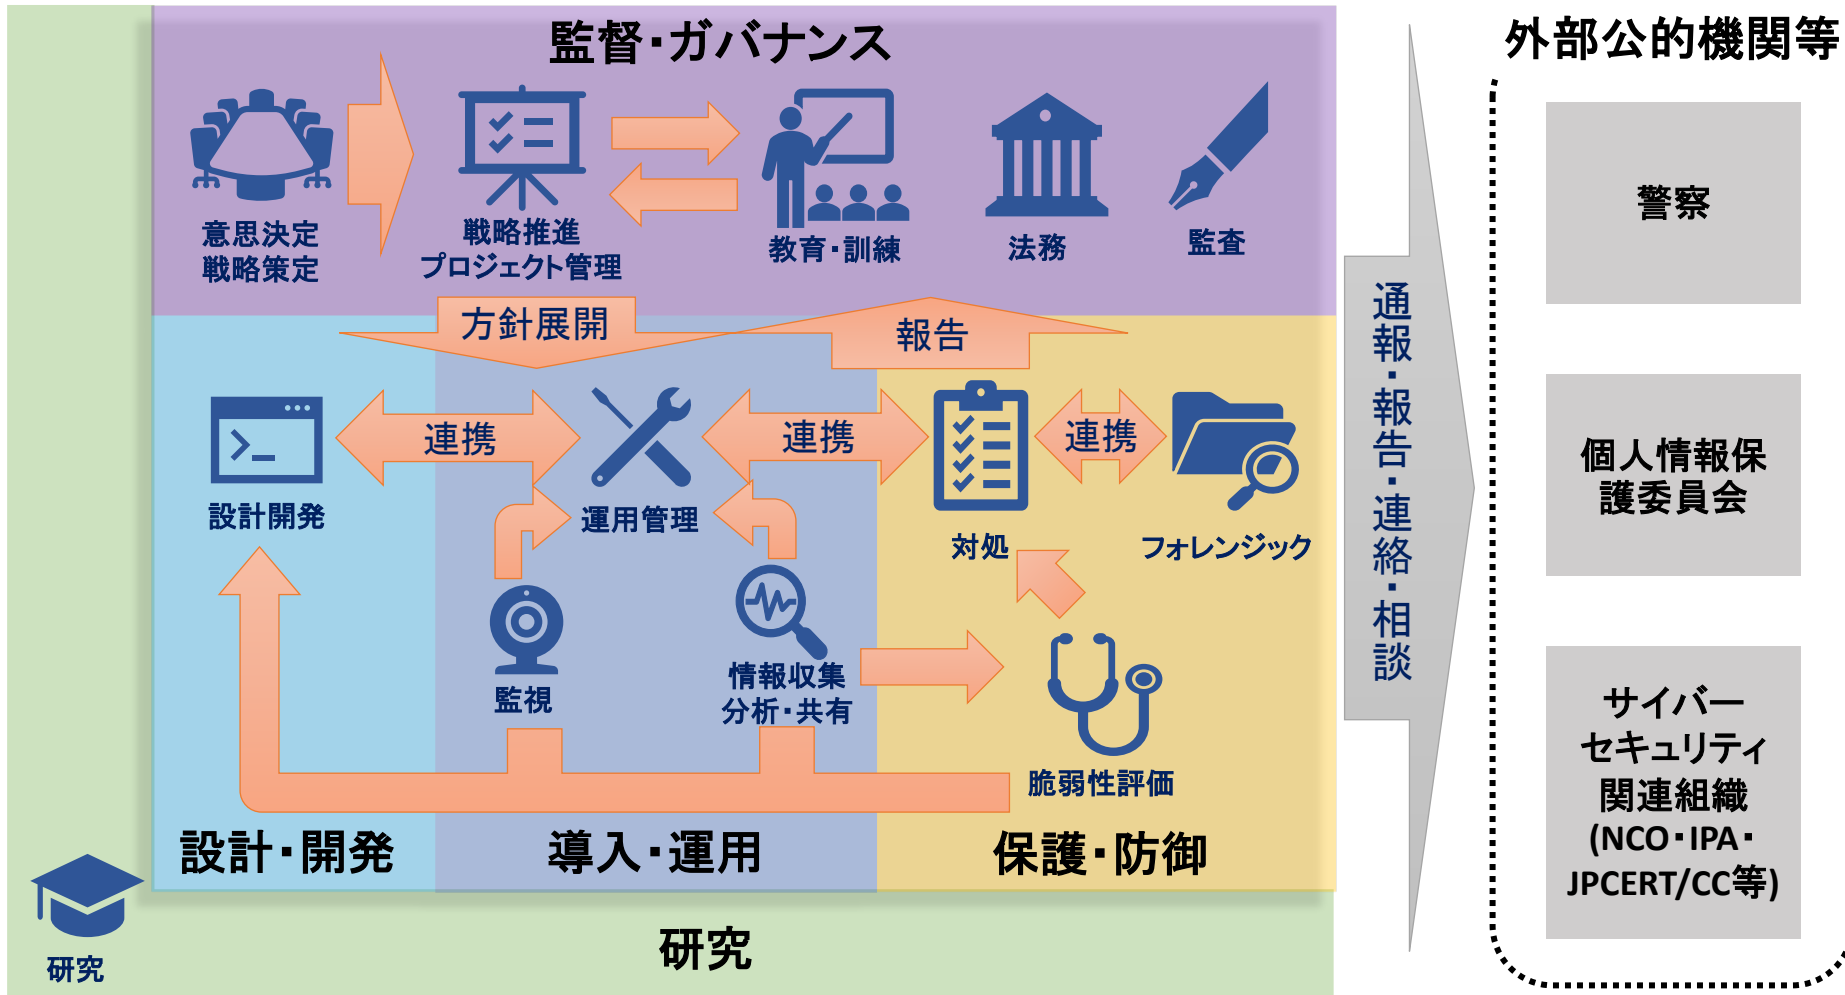 監督・ガバナンス
意思決定
戦略策定
戦略推進
プロジェクト管理
教育・訓練
法務
監査
方針展開
報告
設計開発
連携
運用管理
連携
対処
連携
フォレンジック
監視
情報収集
分析・共有
脆弱性評価
設計・開発
導入・運用
保護・防御
研究
研究
通報・報告・連絡・相談
外部公的機関等
警察
個人情報保
護委員会
サイバー
セキュリティ
関連組織
(NCO・IPA・
JPCERT/CC等)